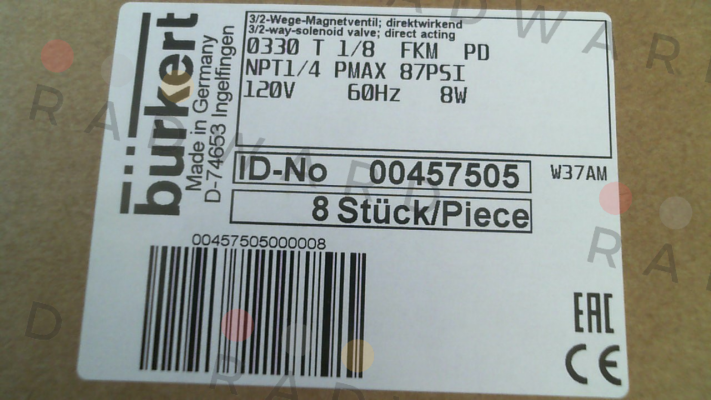 bürkert
Made in Germany
D-74653 Ingelfingen
3/2-Wege-Magnetventil; direktwirkend
3/2-way-solenoid valve; direct acting
0330 T 1/8 FKM PD
NPT1/4 PMAX 87PSI
120V 60Hz 8W
ID-No 00457505
W37AM
8 Stück/Piece
00457505000008
EAC
CE
RADWARD